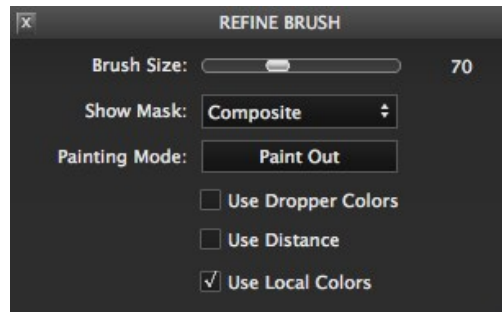 x REFINE BRUSH
Brush Size: 70
Show Mask: Composite
Painting Mode: Paint Out
Use Dropper Colors
Use Distance
Use Local Colors